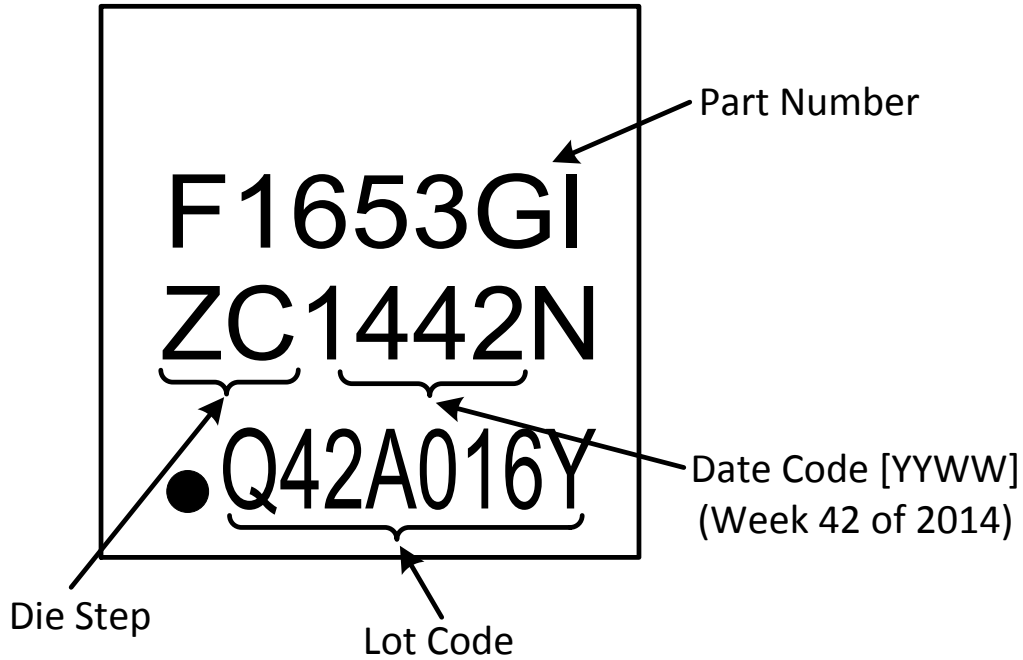 Part Number
F1653GI
ZC1442N
Q42A016Y
Date Code [YYWW]
(Week 42 of 2014)
Die Step
Lot Code